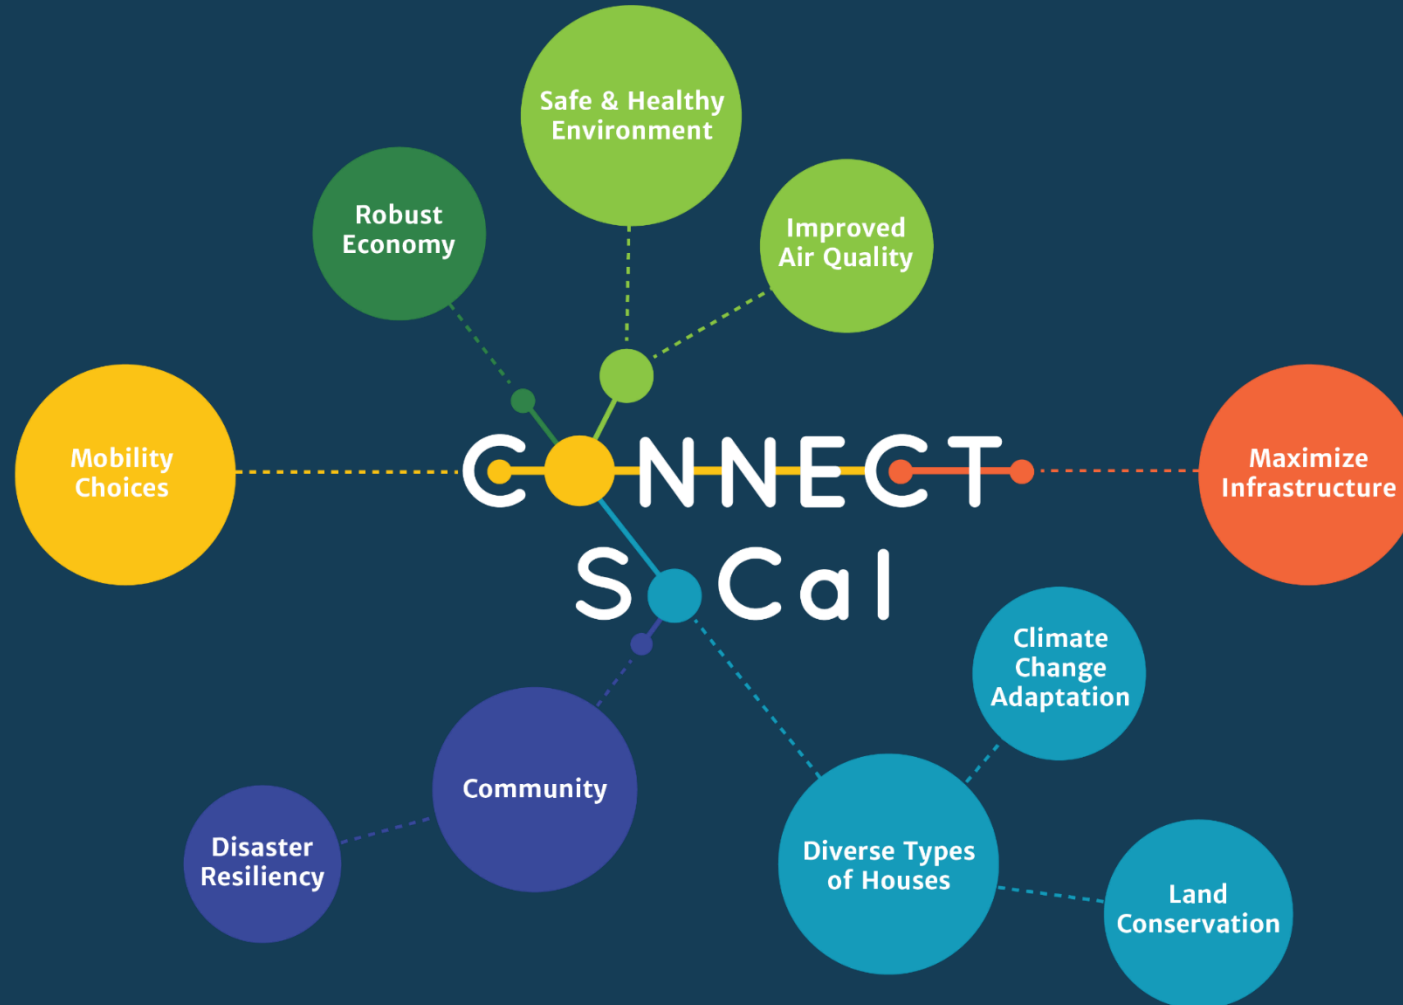 Safe & Healthy
Environment
Robust
Economy
Improved
Air Quality
Mobility
Choices
CONNECT
SoCal
Maximize
Infrastructure
Climate
Change
Adaptation
Community
Disaster
Resiliency
Diverse Types
of Houses
Land
Conservation